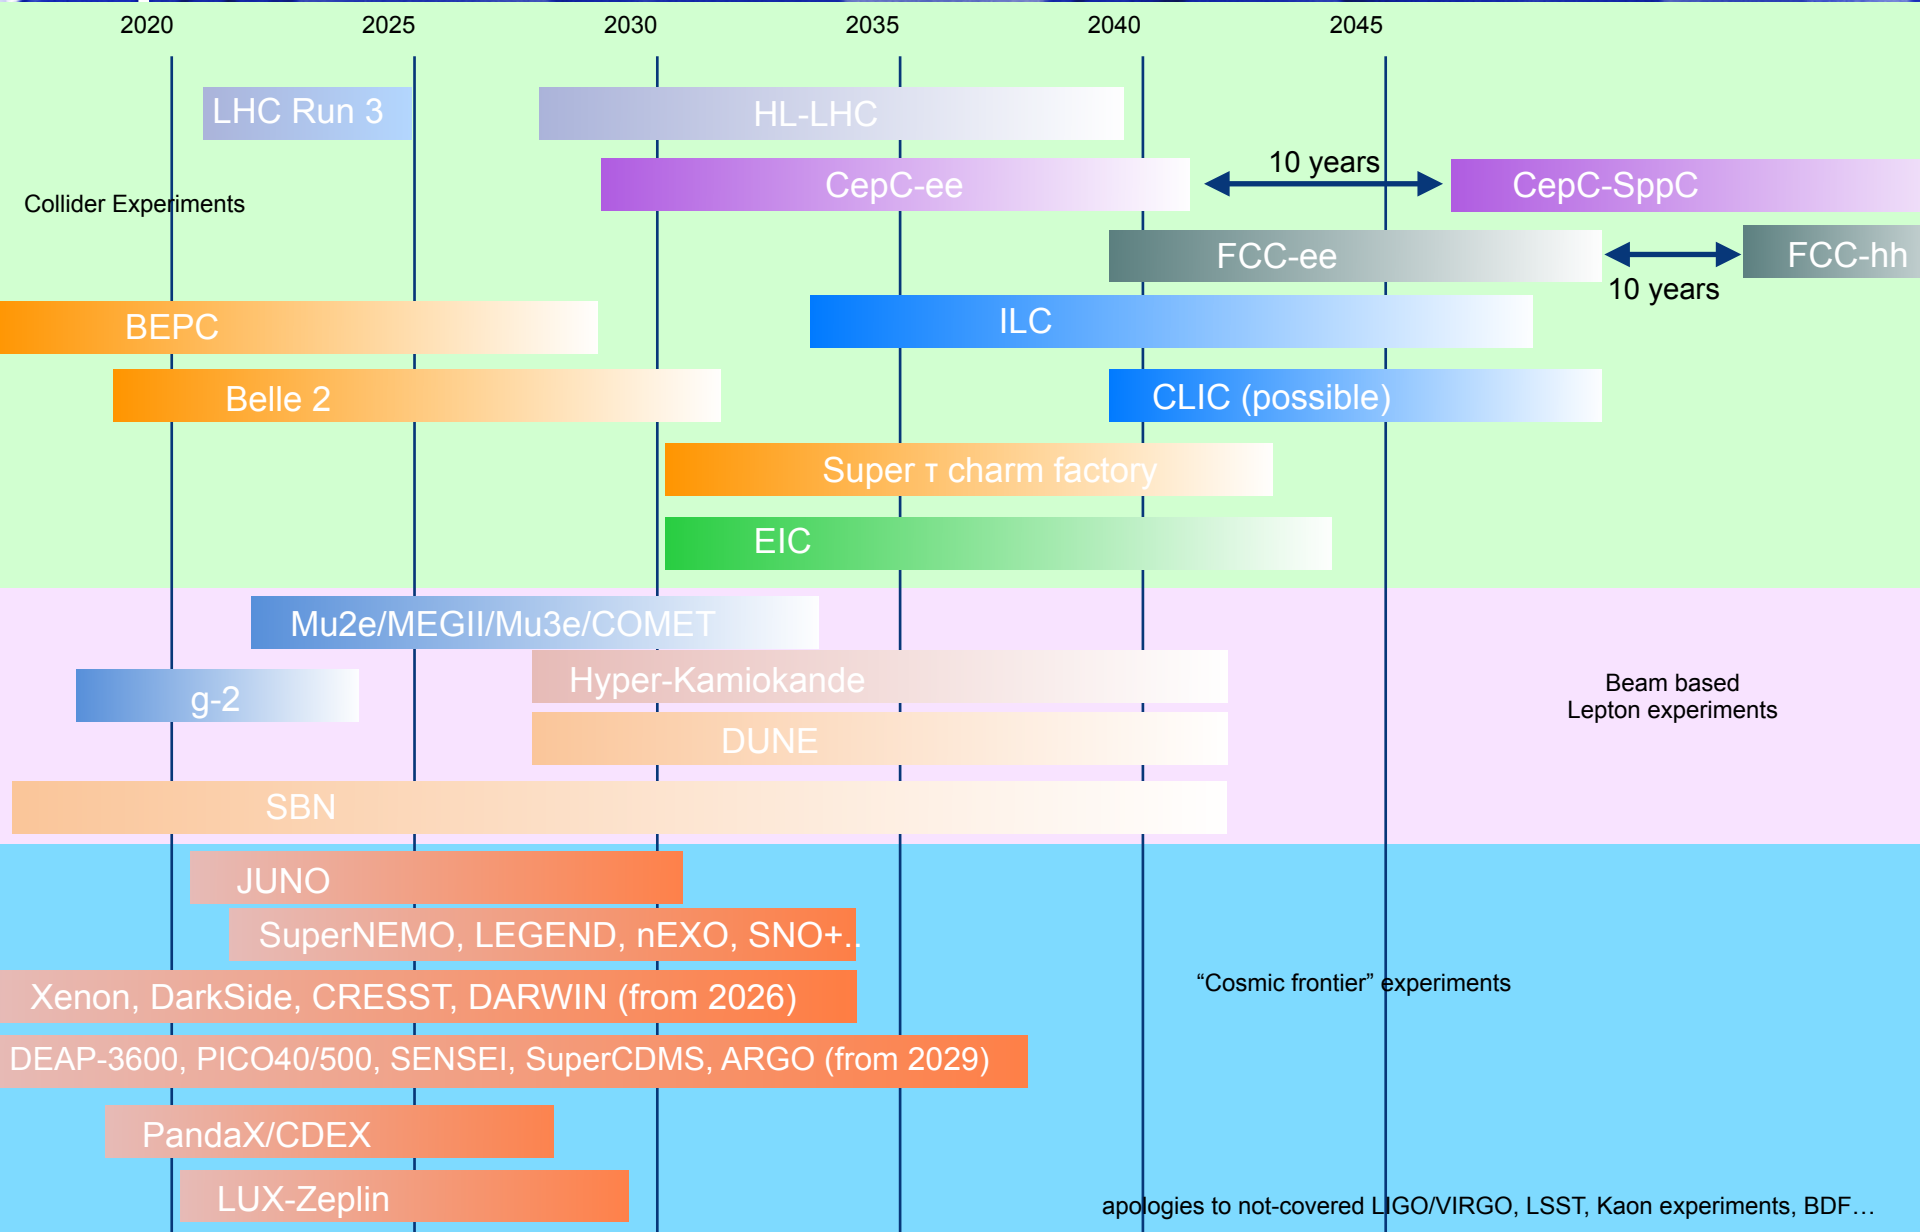 2020 2025 2030 2035 2040 2045
LHC Run 3
HL-LHC
10 years
CepC-ee
CepC-SppC
Collider Experiments
FCC-ee
FCC-hh
10 years
BEPC
ILC
Belle 2
CLIC (possible)
Super τ charm factory
EIC
Mu2e/MEGII/Mu3e/COMET
Hyper-Kamiokande
g-2
Beam based
Lepton experiments
DUNE
SBN
JUNO
SuperNEMO, LEGEND, nEXO, SNO+..
Xenon, DarkSide, CRESST, DARWIN (from 2026)
“Cosmic frontier” experiments
DEAP-3600, PICO40/500, SENSEI, SuperCDMS, ARGO (from 2029)
PandaX/CDEX
LUX-Zeplin
apologies to not-covered LIGO/VIRGO, LSST, Kaon experiments, BDF…